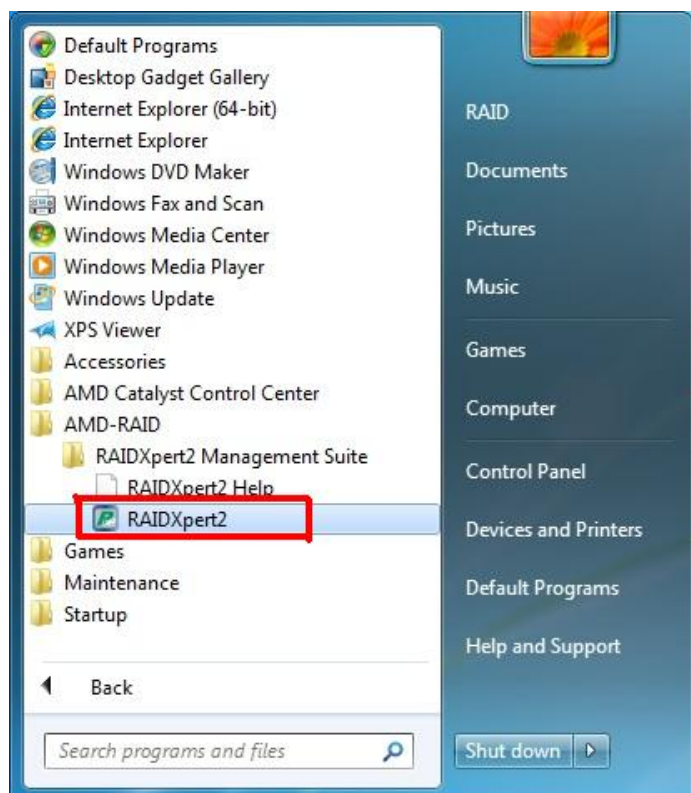 Default Programs
Desktop Gadget Gallery
Internet Explorer (64-bit)
Internet Explorer
Windows DVD Maker
Windows Fax and Scan
Windows Media Center
Windows Media Player
Windows Update
XPS Viewer
Accessories
AMD Catalyst Control Center
AMD-RAID
RAIDXpert2 Management Suite
RAIDXpert2 Help
RAIDXpert2
Games
Maintenance
Startup
Back
Search programs and files
RAID
Documents
Pictures
Music
Games
Computer
Control Panel
Devices and Printers
Default Programs
Help and Support
Shut down